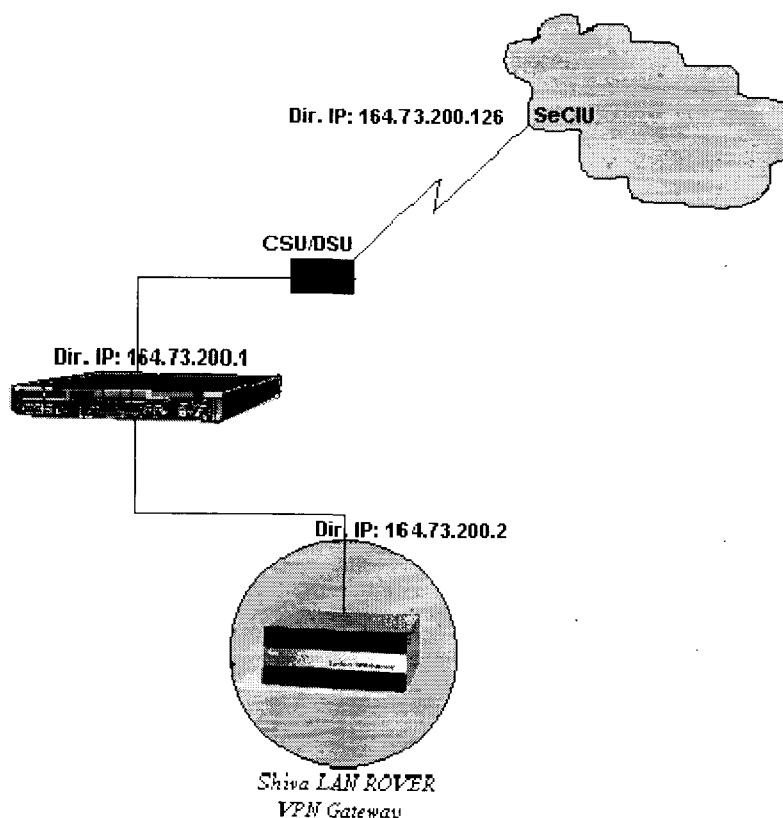 Dir. IP: 164.73.200.126
SeCIU
CSU/DSU
Dir. IP: 164.73.200.1
Dir. IP: 164.73.200.2
Shiva LAN ROVER
VPN Gateway